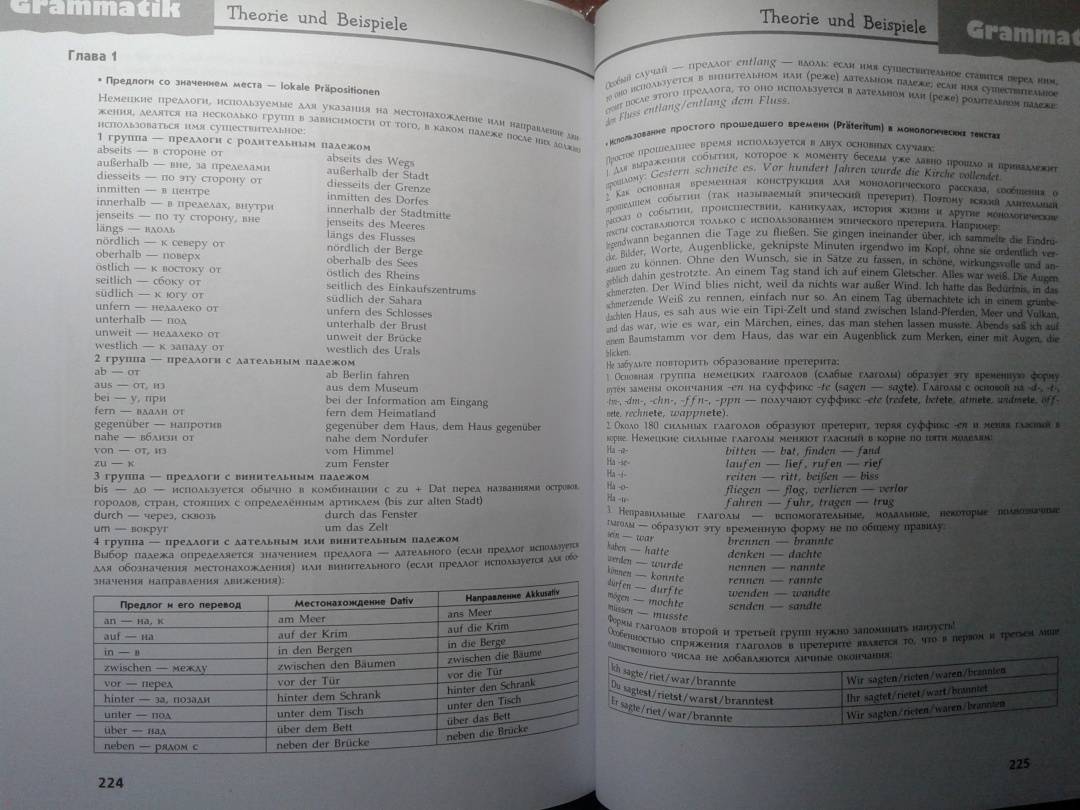 Grammatik
Theorie und Beispiele
Глава 1
• Предлоги со значением места — lokale Präpositionen
Немецкие предлоги, используемые для указания на местонахождение или направление дви-
жения, делятся на несколько групп в зависимости от того, в каком падеже после них должно
использоваться имя существительное:
1 группа — предлоги с родительным падежом
abseits — в стороне от abseits des Wegs
außerhalb — вне, за пределами außerhalb der Stadt
diesseits — по эту сторону от diesseits der Grenze
inmitten — в центре inmitten des Dorfes
innerhalb — в пределах, внутри innerhalb der Stadtmitte
jenseits — по ту сторону, вне jenseits des Meeres
längs — вдоль längs des Flusses
nördlich — к северу от nördlich der Berge
oberhalb — поверх oberhalb des Sees
östlich — к востоку от östlich des Rheins
seitlich — сбоку от seitlich des Einkaufszentrums
südlich — к югу от südlich der Sahara
unfern — недалеко от unfern des Schlosses
unterhalb — под unterhalb der Brust
unweit — недалеко от unweit der Brücke
westlich — к западу от westlich des Urals
2 группа — предлоги с дательным падежом
ab — от ab Berlin fahren
aus — от, из aus dem Museum
bei — у, при bei der Information am Eingang
fern — вдали от fern dem Heimatland
gegenüber — напротив gegenüber dem Haus, dem Haus gegenüber
nahe — вблизи от nahe dem Nordufer
von — от, из vom Himmel
zu — к zum Fenster
3 группа — предлоги с винительным падежом
bis — до — используется обычно в комбинации с zu + Dat перед названиями островов,
городов, стран, стоящих с определённым артиклем (bis zur alten Stadt)
durch — через, сквозь durch das Fenster
um — вокруг um das Zelt
4 группа — предлоги с дательным или винительным падежом
Выбор падежа определяется значением предлога — дательного (если предлог используется
для обозначения местонахождения) или винительного (если предлог используется для обо-
значения направления движения):
Предлог и его перевод Местонахождение Dativ Направление Akkusativ
an — на, к am Meer ans Meer
auf — на auf der Krim auf die Krim
in — в in den Bergen in die Berge
zwischen — между zwischen den Bäumen zwischen die Bäume
vor — перед vor der Tür vor die Tür
hinter — за, позади hinter dem Schrank hinter den Schrank
unter — под unter dem Tisch unter den Tisch
über — над über dem Bett über das Bett
neben — рядом с neben der Brücke neben die Brücke
224
Theorie und Beispiele
Grammat
Особый случай — предлог entlang — вдоль: если имя существительное ставится перед ним,
то оно используется в винительном или (реже) дательном падеже; если имя существительное
стоит после этого предлога, то оно используется в дательном или (реже) родительном падеже:
den Fluss entlang/entlang dem Fluss.
• Использование простого прошедшего времени (Präteritum) в монологических текстах
Простое прошедшее время используется в двух основных случаях:
1. Для выражения события, которое к моменту беседы уже давно прошло и принадлежит
прошлому: Gestern schneite es. Vor hundert Jahren wurde die Kirche vollendet.
2. Как основная временная конструкция для монологического рассказа, сообщения о
прошедшем событии (так называемый эпический претерит). Поэтому всякий длительный
рассказ о событии, происшествии, каникулах, история жизни и другие монологические
тексты составляются только с использованием эпического претерита. Например:
Irgendwann begannen die Tage zu fließen. Sie gingen ineinander über, ich sammelte die Eindrü-
cke, Bilder, Worte, Augenblicke, geknipste Minuten irgendwo im Kopf, ohne sie ordentlich ver-
stauen zu können. Ohne den Wunsch, sie in Sätze zu fassen, in schöne, wirkungsvolle und an-
geblich dahin gestrotzte. An einem Tag stand ich auf einem Gletscher. Alles war weiß. Die Augen
schmerzten. Der Wind blies nicht, weil da nichts war außer Wind. Ich hatte das Bedürfnis, in das
schmerzende Weiß zu rennen, einfach nur so. An einem Tag übernachtete ich in einem grünbe-
dachten Haus, es sah aus wie ein Tipi-Zelt und stand zwischen Island-Pferden, Meer und Vulkan,
und das war, wie es war, ein Märchen, eines, das man stehen lassen musste. Abends saß ich auf
einem Baumstamm vor dem Haus, das war ein Augenblick zum Merken, einer mit Augen, die
blicken.
Не забудьте повторить образование претерита:
1. Основная группа немецких глаголов (слабые глаголы) образует эту временную форму
путём замены окончания -en на суффикс -te (sagen — sagte). Глаголы с основой на -d-, -t-,
-tm-, -dm-, -chn-, -ffn-, -ppn — получают суффикс -ete (redete, betete, atmete, widmete, öff-
nete, rechnete, wappnete).
2. Около 180 сильных глаголов образуют претерит, теряя суффикс -en и меняя гласный в
корне. Немецкие сильные глаголы меняют гласный в корне по пяти моделям:
На -a- bitten — bat, finden — fand
На -ie- laufen — lief, rufen — rief
На -i- reiten — ritt, beißen — biss
На -o- fliegen — flog, verlieren — verlor
На -u- fahren — fuhr, tragen — trug
3. Неправильные глаголы — вспомогательные, модальные, некоторые полнозначные
глаголы — образуют эту временную форму не по общему правилу:
sein — war brennen — brannte
haben — hatte denken — dachte
werden — wurde nennen — nannte
können — konnte rennen — rannte
dürfen — durfte wenden — wandte
mögen — mochte senden — sandte
müssen — musste
Формы глаголов второй и третьей групп нужно запоминать наизусть!
Особенностью спряжения глаголов в претерите является то, что в первом и третьем лице
единственного числа не добавляются личные окончания:
Ich sagte/riet/war/brannte Wir sagten/rieten/waren/brannten
Du sagtest/rietst/warst/branntest Ihr sagtet/rietet/wart/branntet
Er sagte/riet/war/brannte Wir sagten/rieten/waren/brannten
225